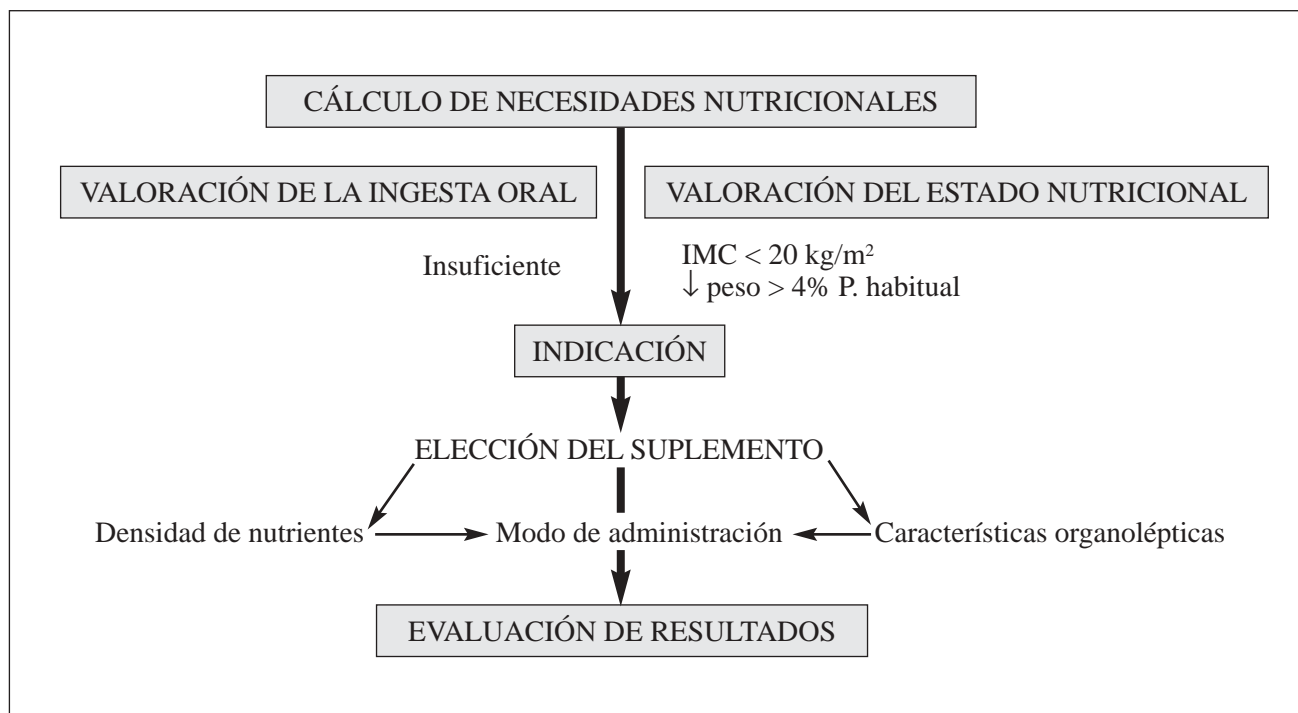 CÁLCULO DE NECESIDADES NUTRICIONALES
VALORACIÓN DE LA INGESTA ORAL
VALORACIÓN DEL ESTADO NUTRICIONAL
Insuficiente
IMC < 20 kg/m²
↓ peso > 4% P. habitual
INDICACIÓN
ELECCIÓN DEL SUPLEMENTO
Densidad de nutrientes
Modo de administración
Características organolépticas
EVALUACIÓN DE RESULTADOS